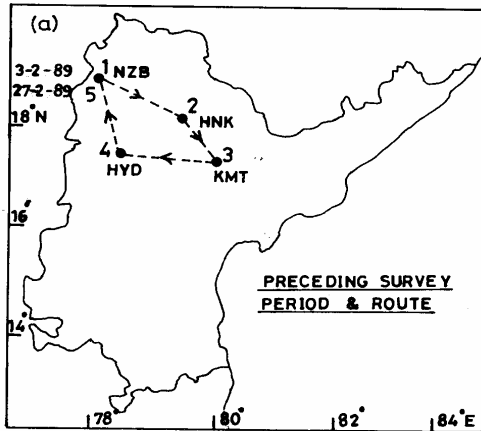 (a)
1 NZB
3-2-89
27-2-89
5
2
HNK
18°N
4
3
HYD
KMT
16°
PRECEDING SURVEY
PERIOD & ROUTE
14°
78°
80°
82°
84°E